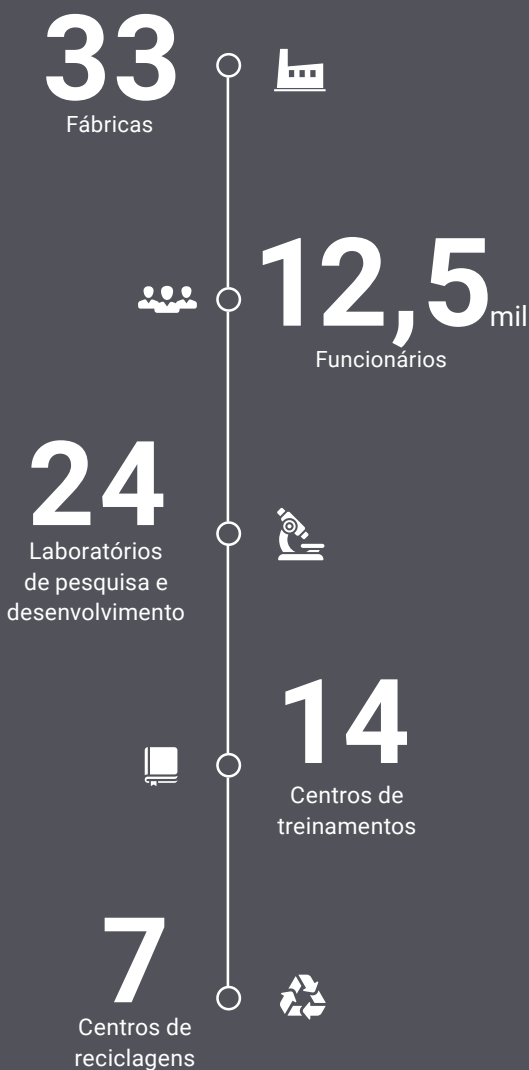 33
Fábricas
12,5 mil
Funcionários
24
Laboratórios
de pesquisa e
desenvolvimento
14
Centros de
treinamentos
7
Centros de
reciclagens